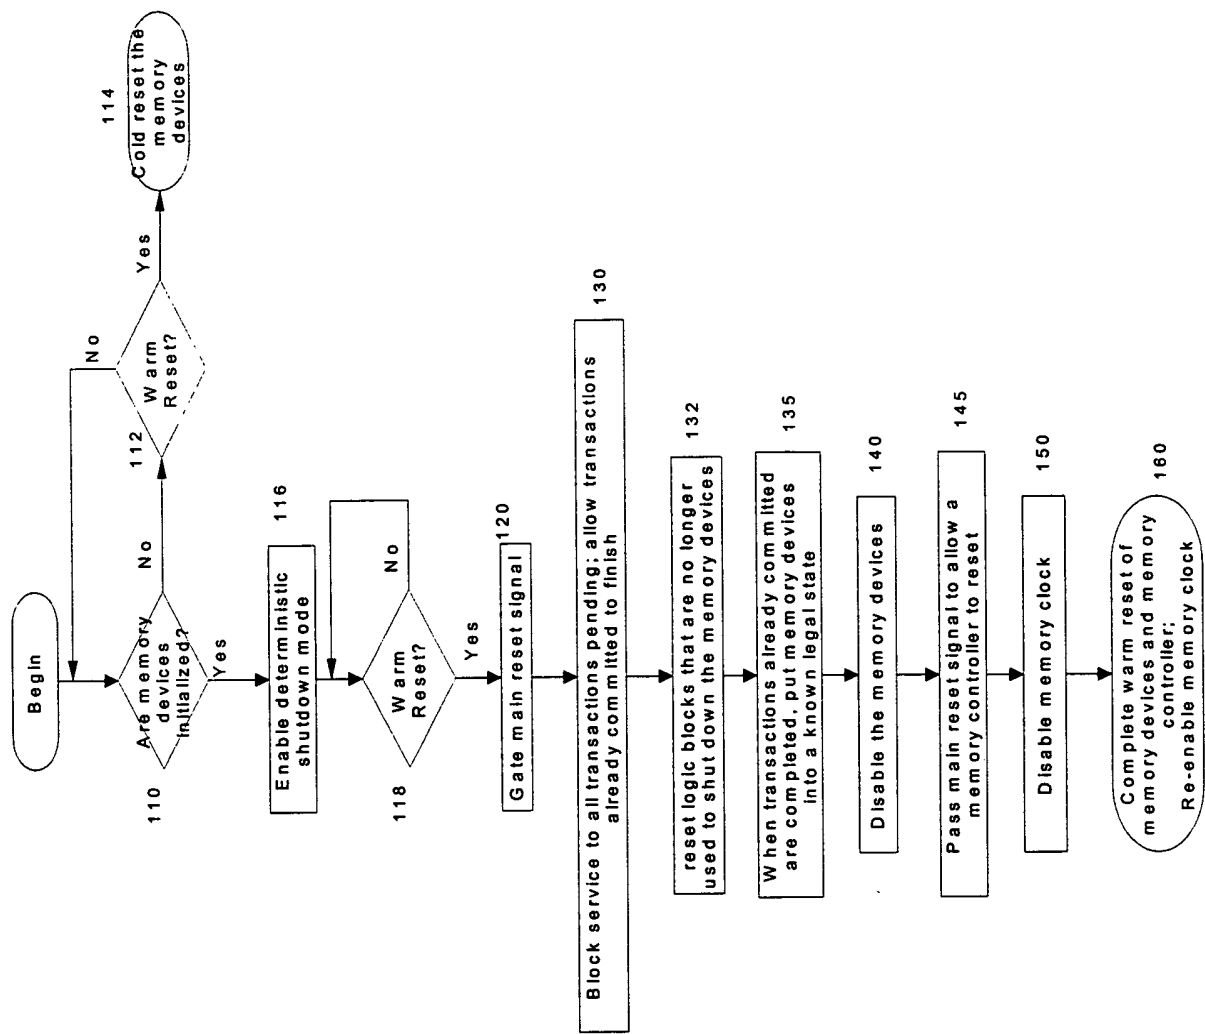 Begin
110
Are memory
devices
initialized?
No
Yes
112
Warm
Reset?
No
Yes
114
Cold reset the
memory
devices
116
Enable deterministic
shutdown mode
118
Warm
Reset?
No
Yes
120
Gate main reset signal
130
Block service to all transactions pending; allow transactions
already committed to finish
132
reset logic blocks that are no longer
used to shut down the memory devices
135
When transactions already committed
are completed, put memory devices
into a known legal state
140
Disable the memory devices
145
Pass main reset signal to allow a
memory controller to reset
150
Disable memory clock
160
Complete warm reset of
memory devices and memory
controller;
Re-enable memory clock